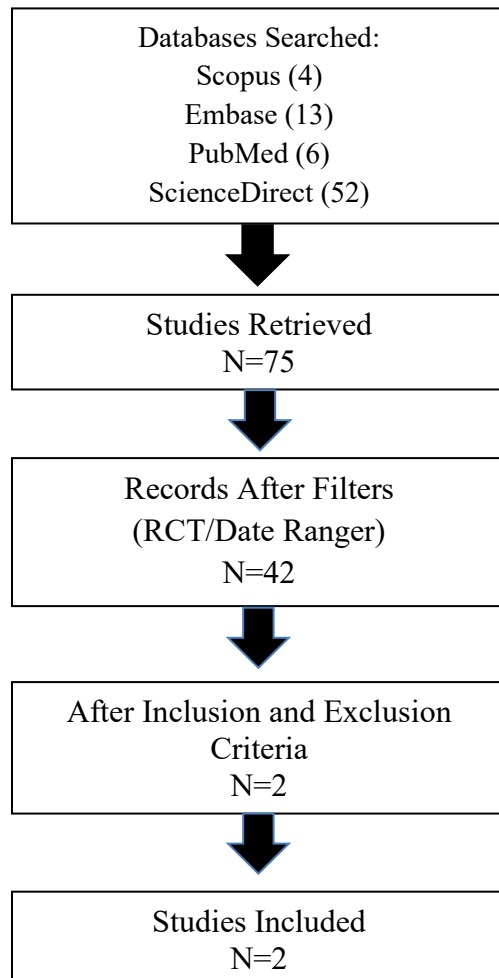 Databases Searched:
Scopus (4)
Embase (13)
PubMed (6)
ScienceDirect (52)
Studies Retrieved
N=75
Records After Filters
(RCT/Date Ranger)
N=42
After Inclusion and Exclusion
Criteria
N=2
Studies Included
N=2